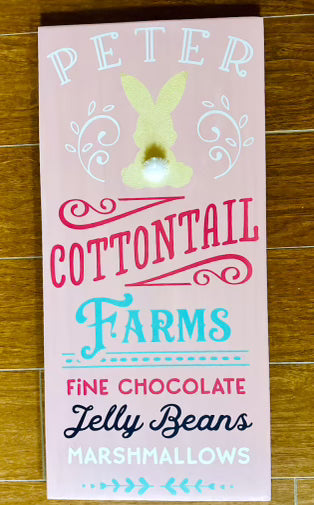 PETER
COTTONTAIL
FARMS
FiNE CHOCOLATE
Jelly Beans
MARSHMALLOWS